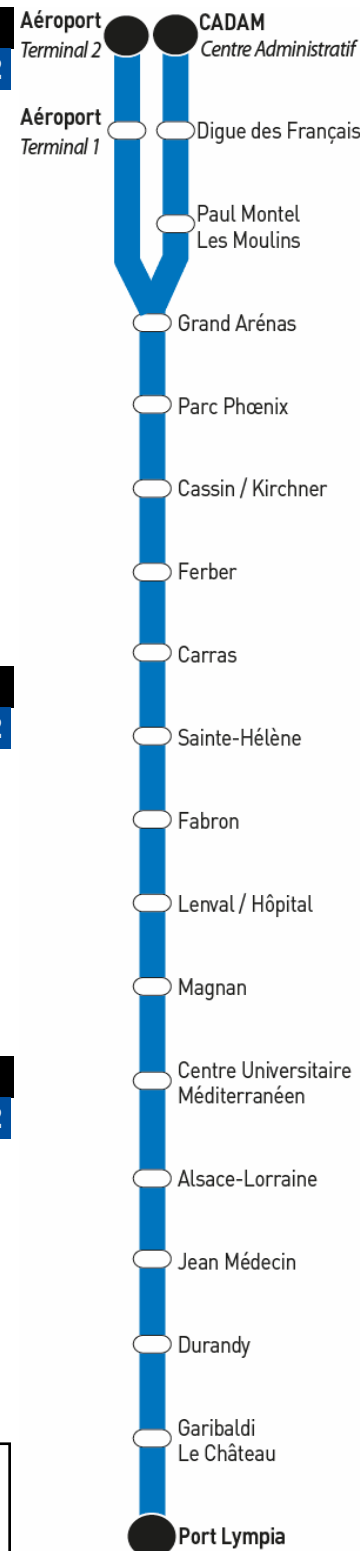 Aéroport
Terminal 2
CADAM
Centre Administratif
Aéroport
Terminal 1
Digue des Français
Paul Montel
Les Moulins
Grand Arénas
Parc Phœnix
Cassin / Kirchner
Ferber
Carras
Sainte-Hélène
Fabron
Lenval / Hôpital
Magnan
Centre Universitaire
Méditerranéen
Alsace-Lorraine
Jean Médecin
Durandy
Garibaldi
Le Château
Port Lympia